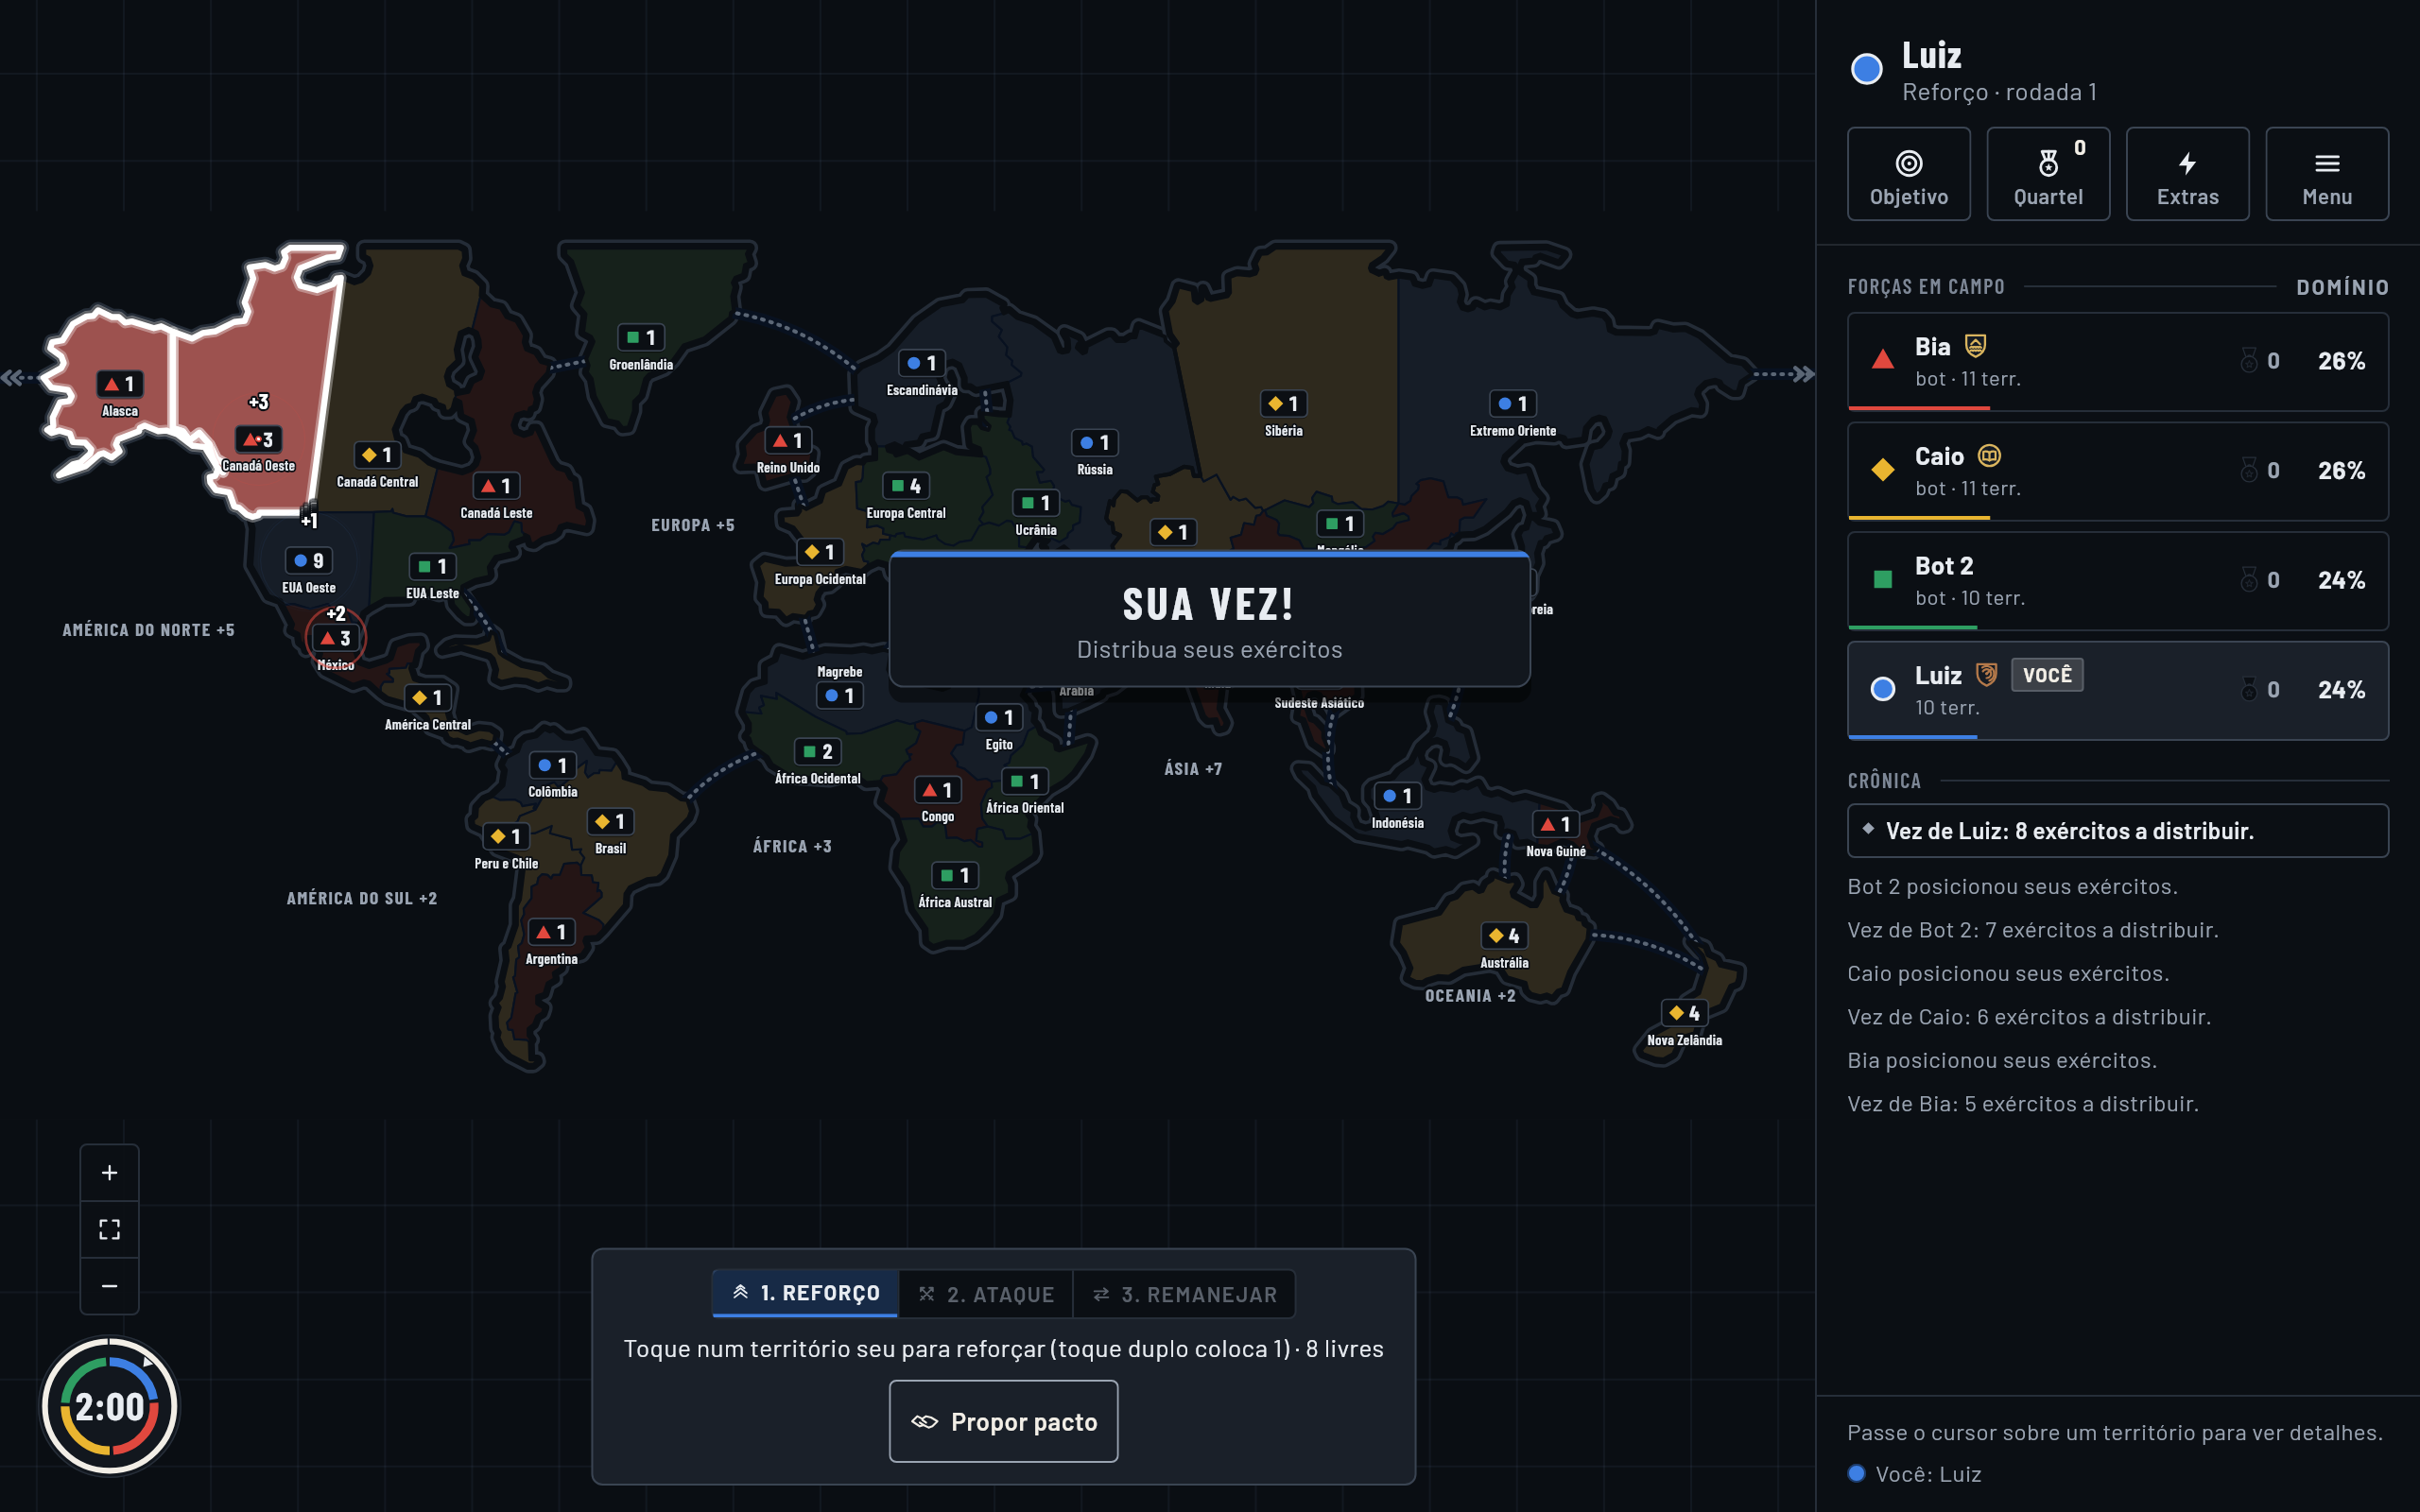 Luiz
Reforço · rodada 1
Objetivo
0
Quartel
Extras
Menu
FORÇAS EM CAMPO
DOMÍNIO
Bia
bot · 11 terr.
0
26%
Caio
bot · 11 terr.
0
26%
Bot 2
bot · 10 terr.
0
24%
Luiz VOCÊ
10 terr.
0
24%
CRÔNICA
Vez de Luiz: 8 exércitos a distribuir.
Bot 2 posicionou seus exércitos.
Vez de Bot 2: 7 exércitos a distribuir.
Caio posicionou seus exércitos.
Vez de Caio: 6 exércitos a distribuir.
Bia posicionou seus exércitos.
Vez de Bia: 5 exércitos a distribuir.
Passe o cursor sobre um território para ver detalhes.
Você: Luiz
1
Alasca
+3
3
Canadá Oeste
1
Canadá Central
1
Canadá Leste
1
Groenlândia
+1
9
EUA Oeste
1
EUA Leste
+2
3
México
AMÉRICA DO NORTE +5
1
América Central
1
Colômbia
1
Peru e Chile
1
Brasil
1
Argentina
AMÉRICA DO SUL +2
1
Escandinávia
1
Reino Unido
EUROPA +5
4
Europa Central
1
Ucrânia
1
Europa Ocidental
1
Rússia
1
Sibéria
1
Extremo Oriente
1
1
SUA VEZ!
Distribua seus exércitos
Magrebe
1
Arábia
Sudeste Asiático
1
Egito
2
África Ocidental
1
Congo
1
África Oriental
1
África Austral
ÁFRICA +3
ÁSIA +7
1
Indonésia
1
Nova Guiné
4
Austrália
OCEANIA +2
4
Nova Zelândia
1. REFORÇO
2. ATAQUE
3. REMANEJAR
Toque num território seu para reforçar (toque duplo coloca 1) · 8 livres
Propor pacto
2:00